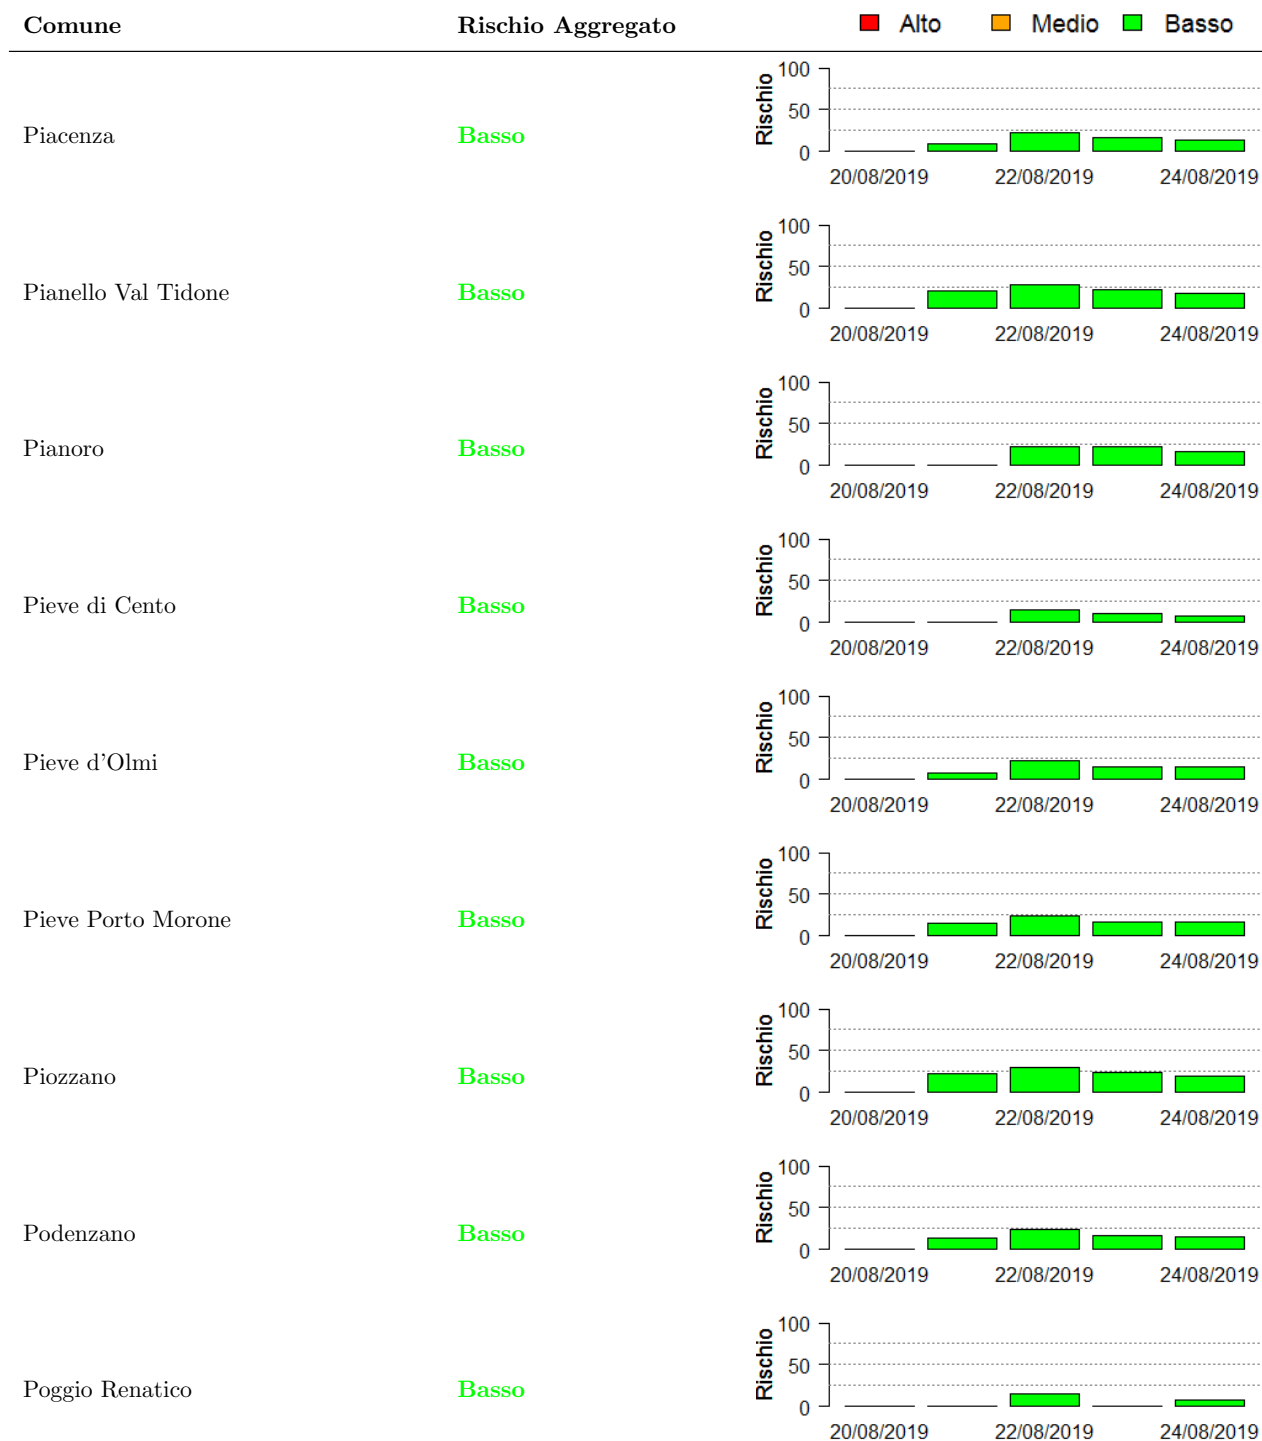 Comune Rischio Aggregato Alto Medio Basso
Piacenza Basso
Rischio
100
50
0
20/08/2019 22/08/2019 24/08/2019
Pianello Val Tidone Basso
Rischio
100
50
0
20/08/2019 22/08/2019 24/08/2019
Pianoro Basso
Rischio
100
50
0
20/08/2019 22/08/2019 24/08/2019
Pieve di Cento Basso
Rischio
100
50
0
20/08/2019 22/08/2019 24/08/2019
Pieve d'Olmi Basso
Rischio
100
50
0
20/08/2019 22/08/2019 24/08/2019
Pieve Porto Morone Basso
Rischio
100
50
0
20/08/2019 22/08/2019 24/08/2019
Piozzano Basso
Rischio
100
50
0
20/08/2019 22/08/2019 24/08/2019
Podenzano Basso
Rischio
100
50
0
20/08/2019 22/08/2019 24/08/2019
Poggio Renatico Basso
Rischio
100
50
0
20/08/2019 22/08/2019 24/08/2019